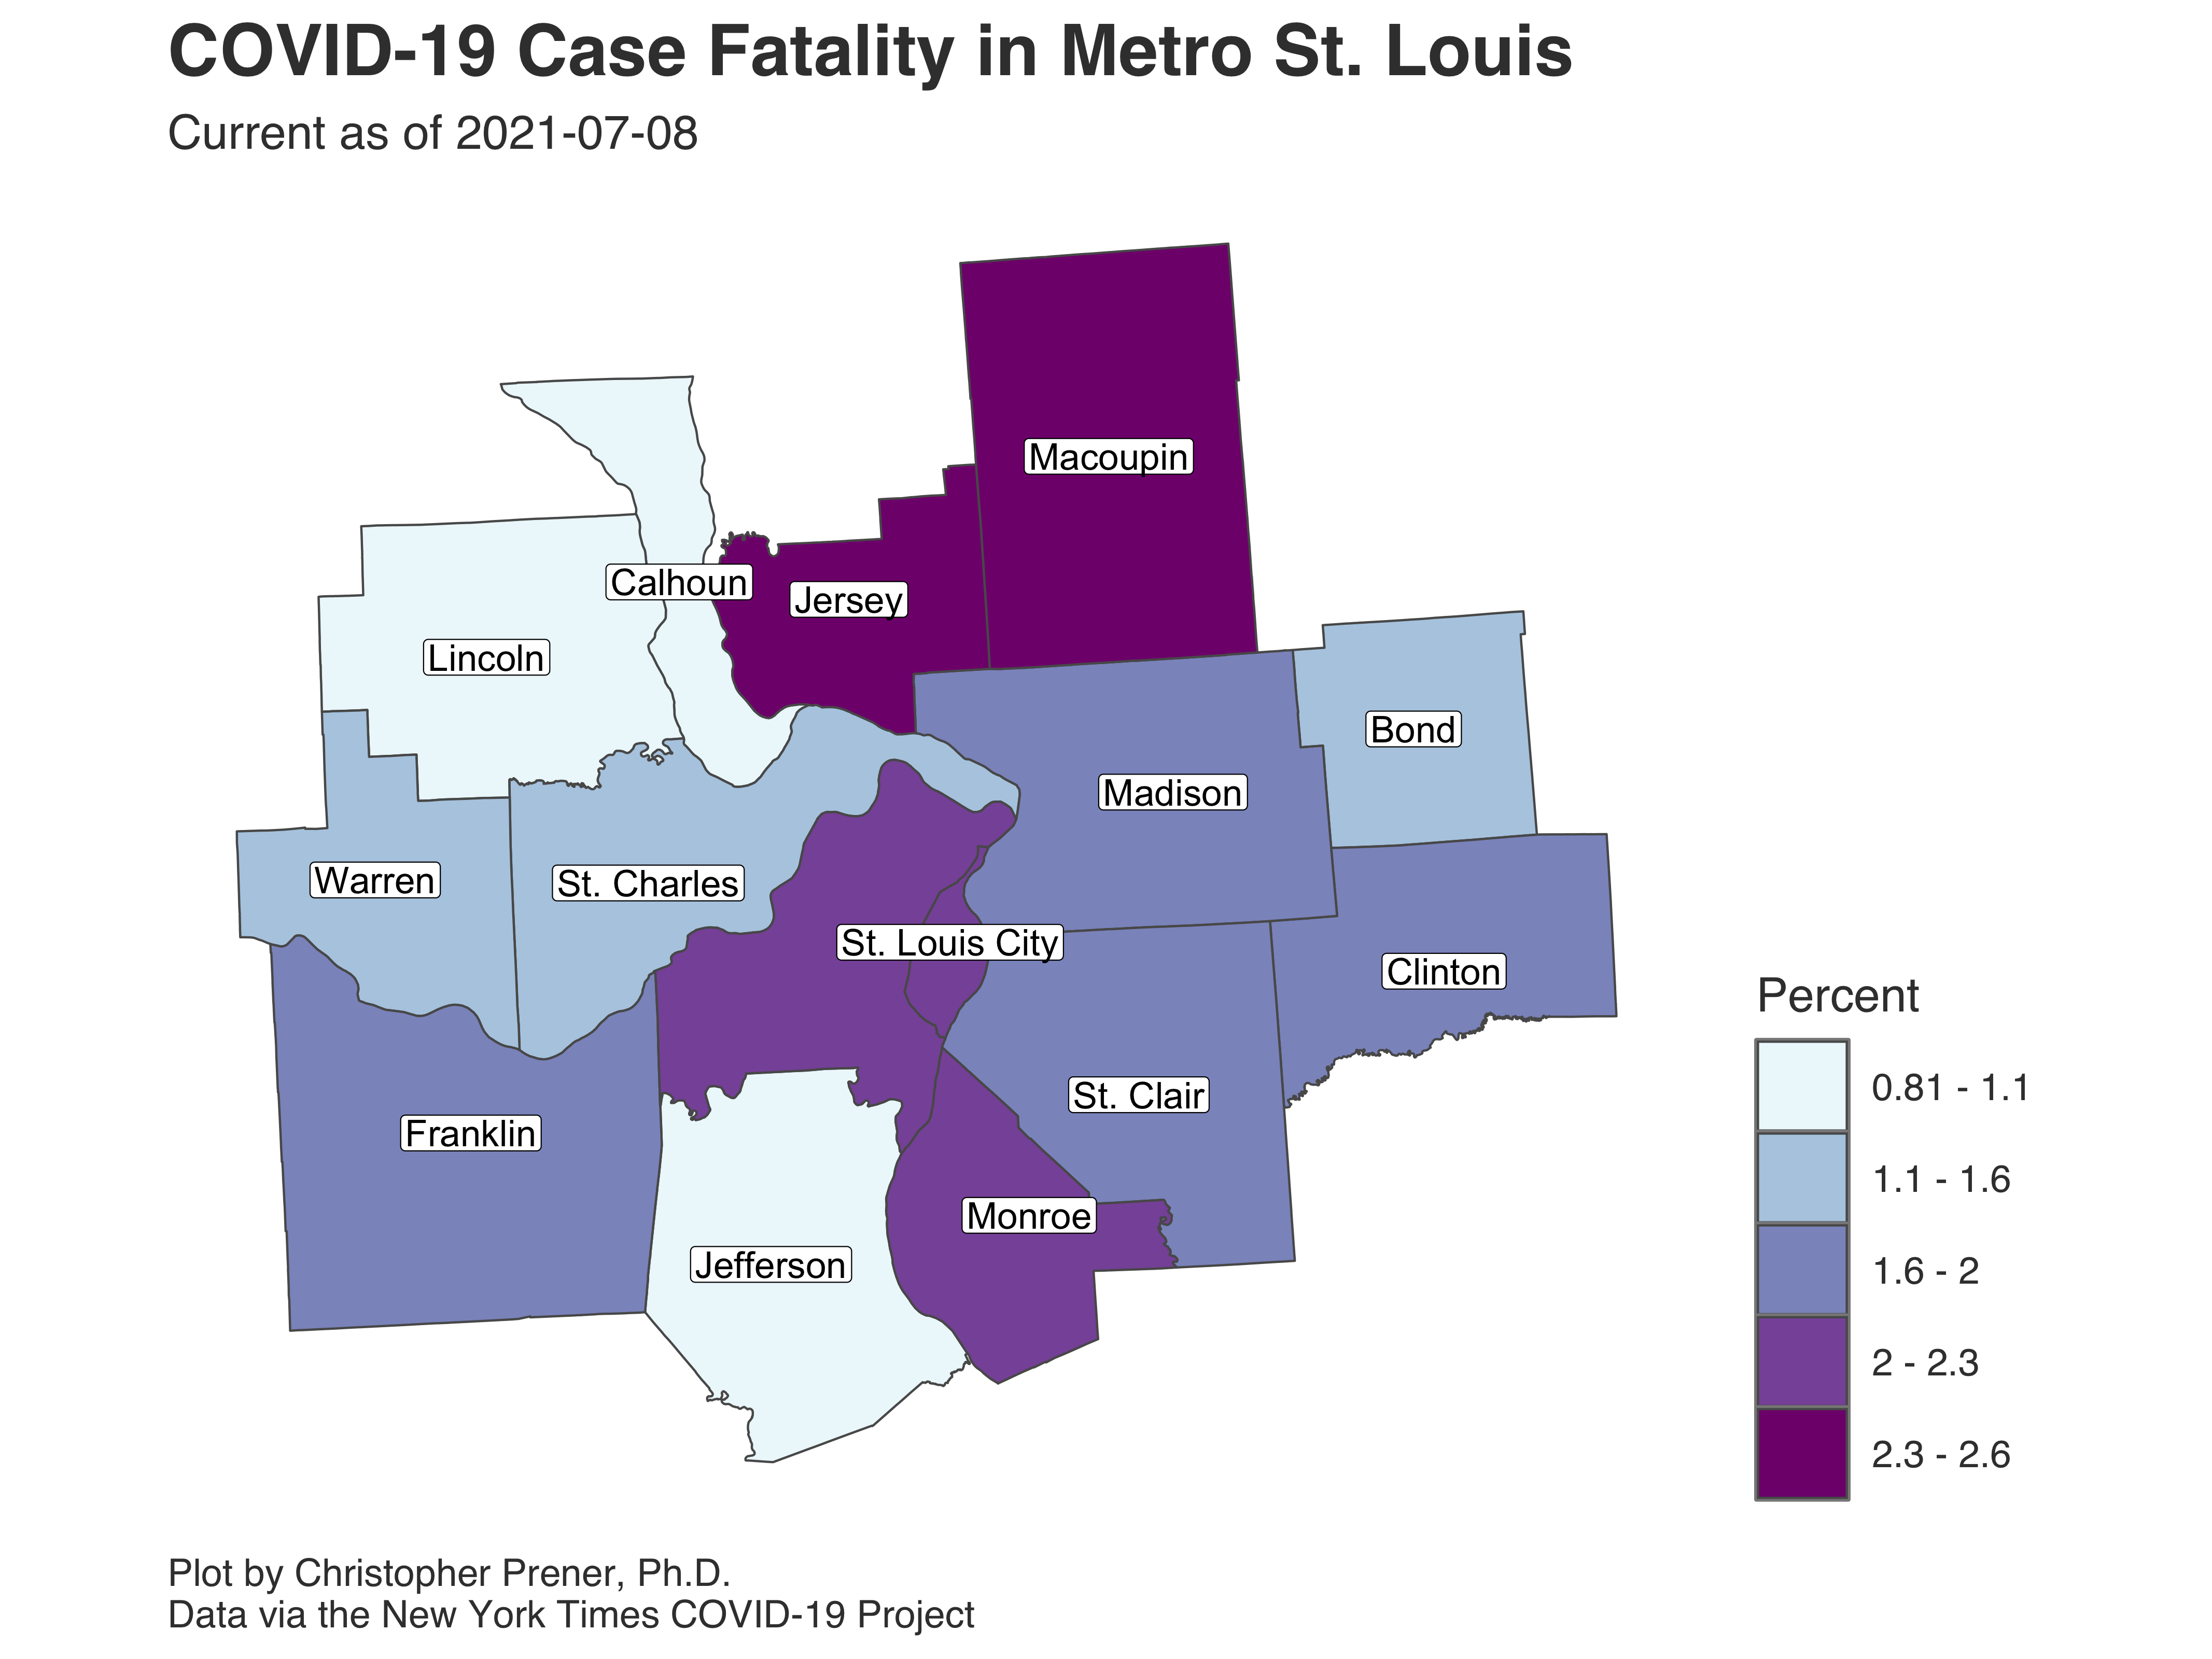 COVID-19 Case Fatality in Metro St. Louis
Current as of 2021-07-08
Macoupin
Calhoun
Jersey
Lincoln
Bond
Madison
Warren
St. Charles
St. Louis City
Clinton
St. Clair
Franklin
Monroe
Jefferson
Percent
0.81 - 1.1
1.1 - 1.6
1.6 - 2
2 - 2.3
2.3 - 2.6
Plot by Christopher Prener, Ph.D.
Data via the New York Times COVID-19 Project